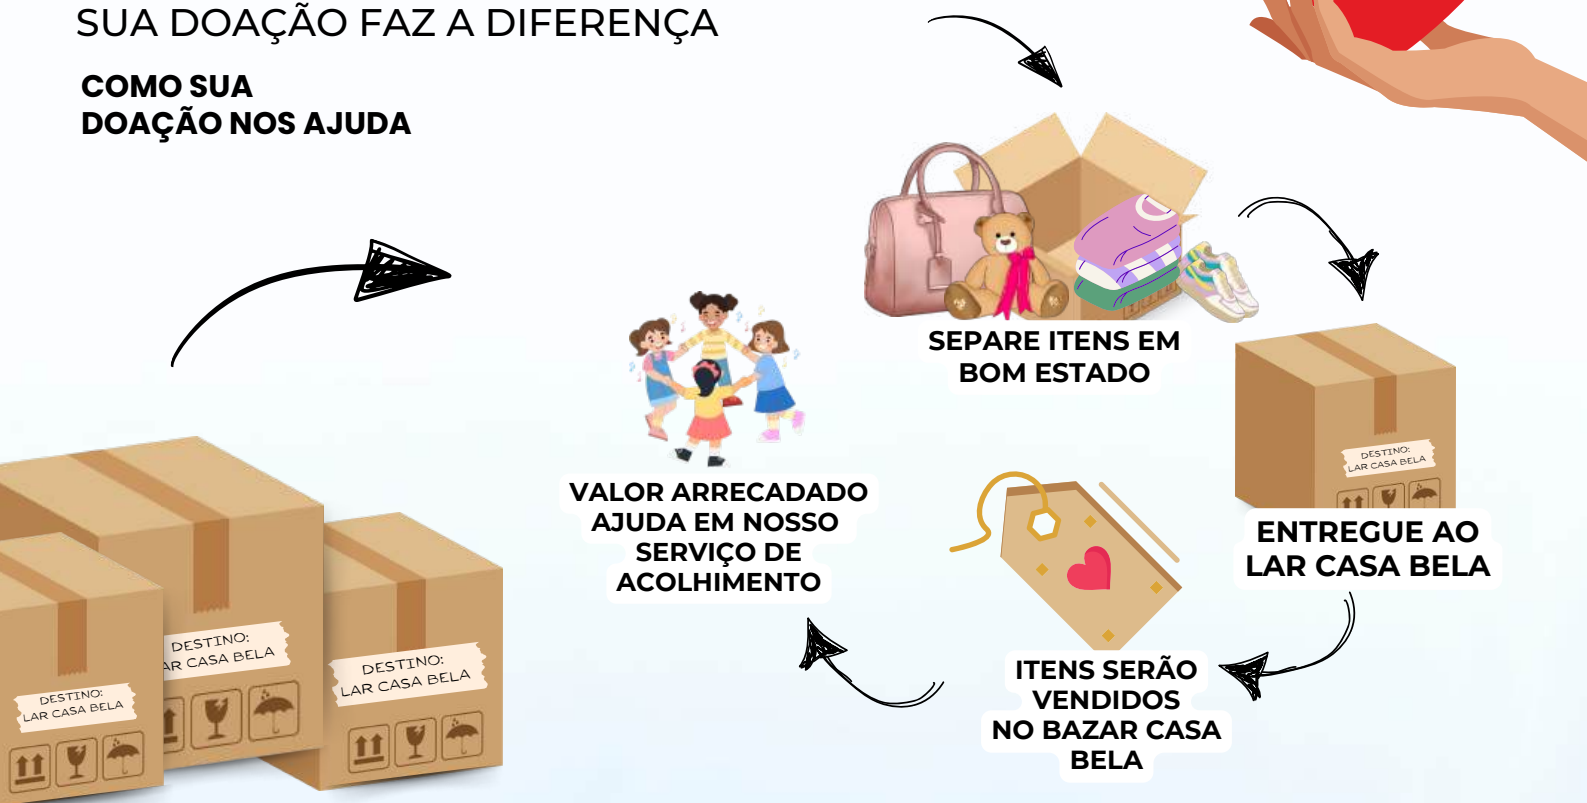 SUA DOAÇÃO FAZ A DIFERENÇA
COMO SUA
DOAÇÃO NOS AJUDA
SEPARE ITENS EM
BOM ESTADO
DESTINO:
LAR CASA BELA
ENTREGUE AO
LAR CASA BELA
ITENS SERÃO
VENDIDOS
NO BAZAR CASA
BELA
VALOR ARRECADADO
AJUDA EM NOSSO
SERVIÇO DE
ACOLHIMENTO
DESTINO:
AR CASA BELA
DESTINO:
LAR CASA BELA
DESTINO:
LAR CASA BELA